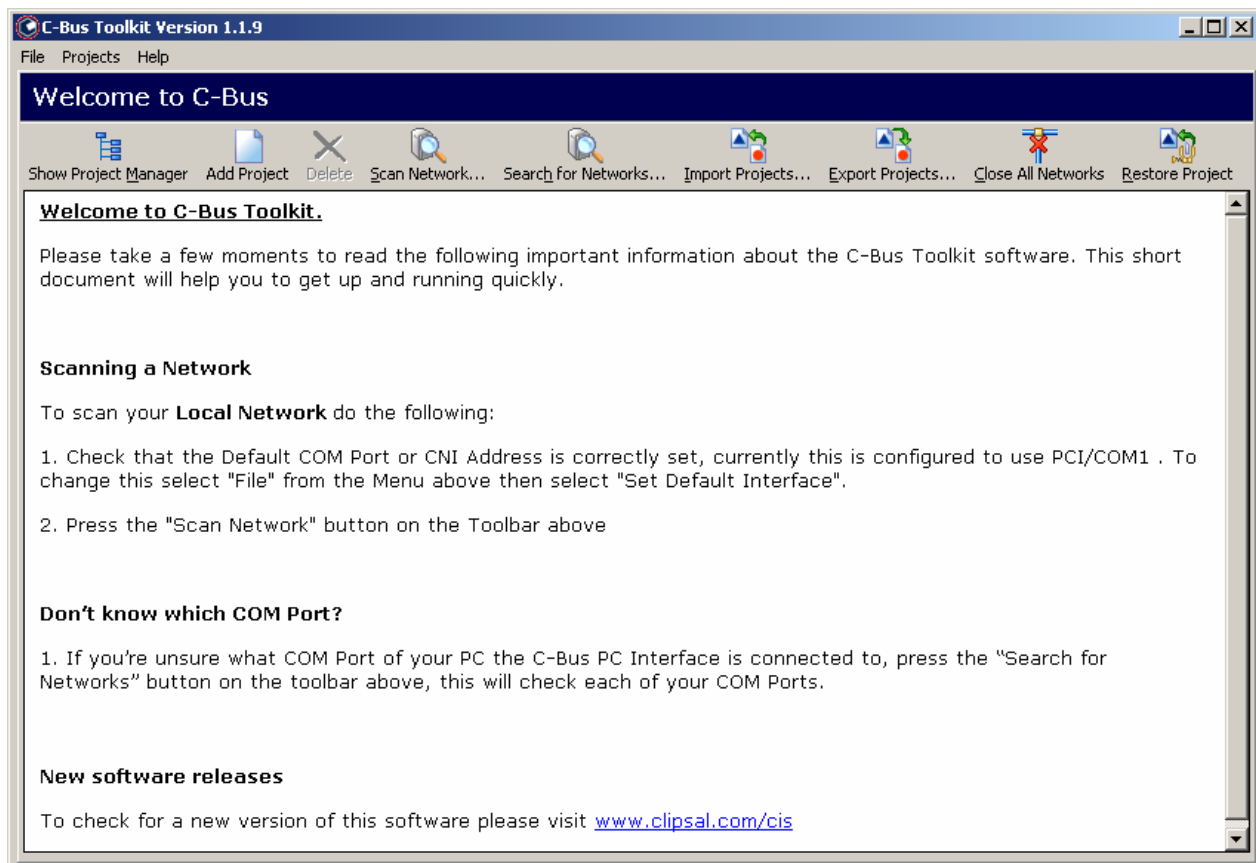 C-Bus Toolkit Version 1.1.9
File Projects Help
Welcome to C-Bus
Show Project Manager Add Project Delete Scan Network... Search for Networks... Import Projects... Export Projects... Close All Networks Restore Project
Welcome to C-Bus Toolkit.
Please take a few moments to read the following important information about the C-Bus Toolkit software. This short
document will help you to get up and running quickly.
Scanning a Network
To scan your Local Network do the following:
1. Check that the Default COM Port or CNI Address is correctly set, currently this is configured to use PCI/COM1 . To
change this select "File" from the Menu above then select "Set Default Interface".
2. Press the "Scan Network" button on the Toolbar above
Don't know which COM Port?
1. If you're unsure what COM Port of your PC the C-Bus PC Interface is connected to, press the “Search for
Networks” button on the toolbar above, this will check each of your COM Ports.
New software releases
To check for a new version of this software please visit www.clipsal.com/cis